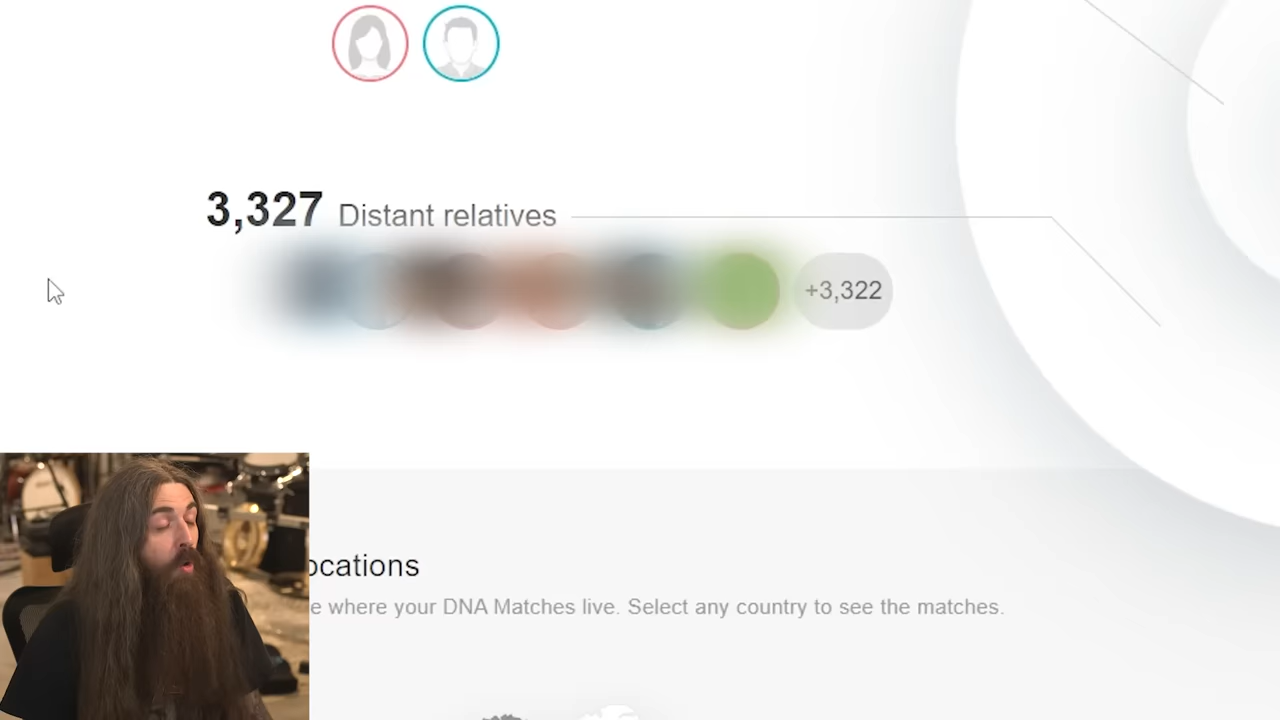 3,327 Distant relatives
+3,322
ocations
e where your DNA Matches live. Select any country to see the matches.